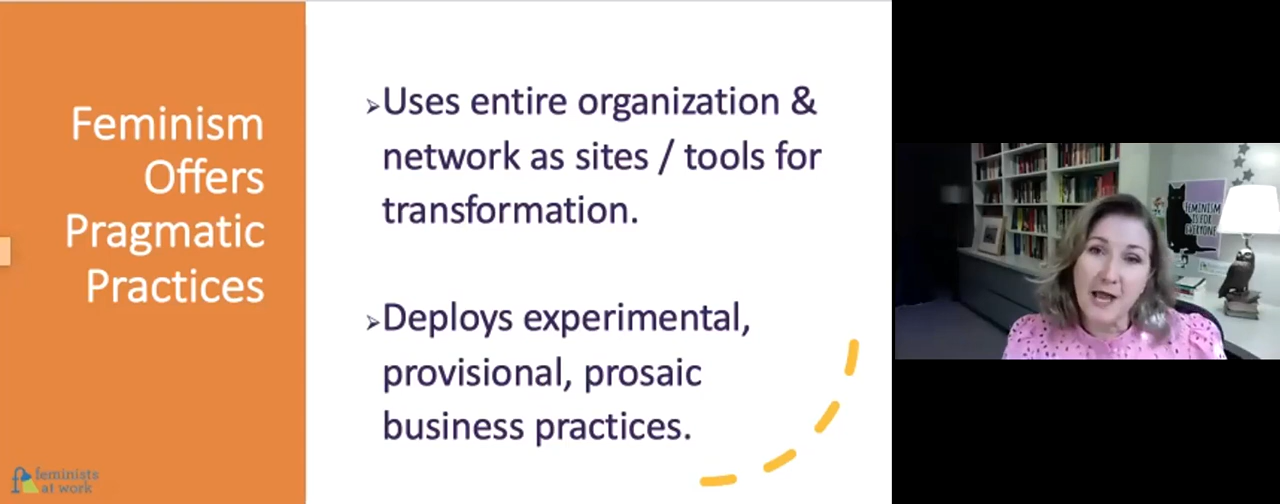 Feminism
Offers
Pragmatic
Practices
➢Uses entire organization &
network as sites / tools for
transformation.
➢Deploys experimental,
provisional, prosaic
business practices.
feminists
at work
FEMINISM
IS FOR
EVERYONE